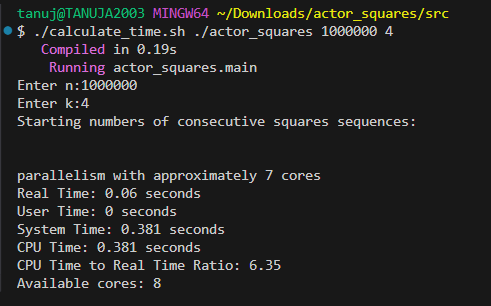 tanuj@TANUJA2003 MINGW64 ~/Downloads/actor_squares/src
$ ./calculate_time.sh ./actor_squares 1000000 4
Compiled in 0.19s
Running actor_squares.main
Enter n:1000000
Enter k:4
Starting numbers of consecutive squares sequences:
parallelism with approximately 7 cores
Real Time: 0.06 seconds
User Time: 0 seconds
System Time: 0.381 seconds
CPU Time: 0.381 seconds
CPU Time to Real Time Ratio: 6.35
Available cores: 8